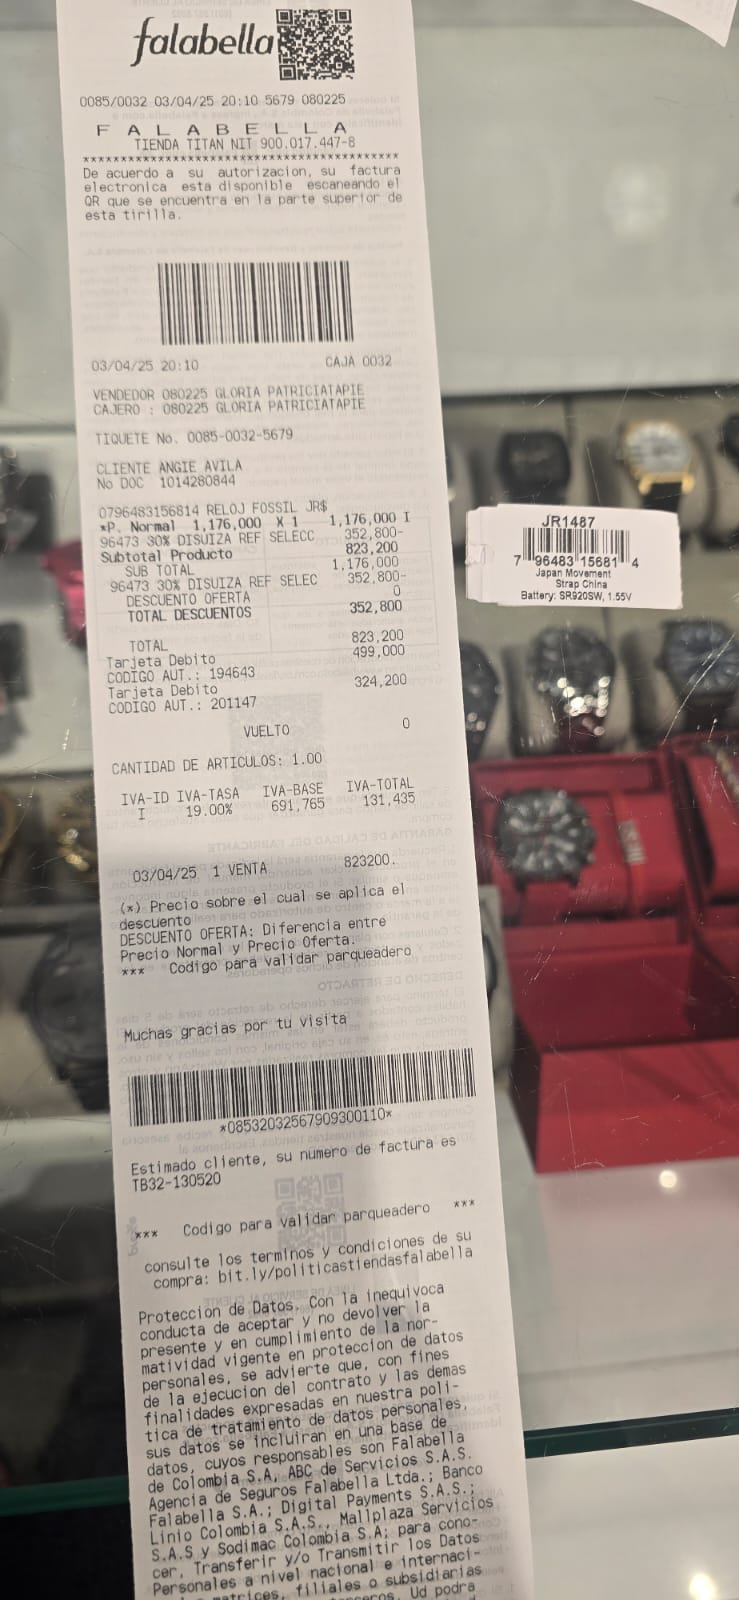 falabella
0085/0032 03/04/25 20:10 5679 080225
F A L A B E L L A
TIENDA TITAN NIT 900.017.447-8
******************************************
De acuerdo a su autorizacion, su factura
electronica esta disponible escaneando el
QR que se encuentra en la parte superior de
esta tirilla.
03/04/25 20:10 CAJA 0032
VENDEDOR 080225 GLORIA PATRICIATAPIE
CAJERO : 080225 GLORIA PATRICIATAPIE
TIQUETE No. 0085-0032-5679
CLIENTE ANGIE AVILA
No DOC 1014280844
0796483156814 RELOJ FOSSIL JR$
*P. Normal 1,176,000 X 1 1,176,000 I
96473 30% DISUIZA REF SELECC 352,800-
Subtotal Producto 823,200
SUB TOTAL 1,176,000
96473 30% DISUIZA REF SELEC 352,800-
DESCUENTO OFERTA 0
TOTAL DESCUENTOS 352,800
TOTAL 823,200
Tarjeta Debito 499,000
CODIGO AUT.: 194643
Tarjeta Debito 324,200
CODIGO AUT.: 201147
VUELTO 0
CANTIDAD DE ARTICULOS: 1.00
IVA-ID IVA-TASA IVA-BASE IVA-TOTAL
I 19.00% 691,765 131,435
03/04/25 1 VENTA 823200.
(*) Precio sobre el cual se aplica el
descuento
DESCUENTO OFERTA: Diferencia entre
Precio Normal y Precio Oferta.
*** Codigo para validar parqueadero
Muchas gracias por tu visita
*08532032567909300110*
Estimado cliente, su numero de factura es
TB32-130520
*** Codigo para validar parqueadero ***
consulte los terminos y condiciones de su
compra: bit.ly/politicastiendasfalabella
Proteccion de Datos. Con la inequivoca
conducta de aceptar y no devolver la
presente y en cumplimiento de la nor-
matividad vigente en proteccion de datos
personales, se advierte que, con fines
de la ejecucion del contrato y las demas
finalidades expresadas en nuestra poli-
tica de tratamiento de datos personales,
sus datos se incluiran en una base de
datos, cuyos responsables son Falabella
de Colombia S.A, ABC de Servicios S.A.S.
Agencia de Seguros Falabella Ltda.; Banco
Falabella S.A.; Digital Payments S.A.S.;
Linio Colombia S.A.S., Mallplaza Servicios
S.A.S y Sodimac Colombia S.A; para cono-
cer, Transferir y/o Transmitir los Datos
Personales a nivel nacional e internaci-
matrices, filiales o subsidiarias
Ud podra
JR1487
7 96483 15681 4
Japan Movement
Strap China
Battery: SR920SW, 1.55V